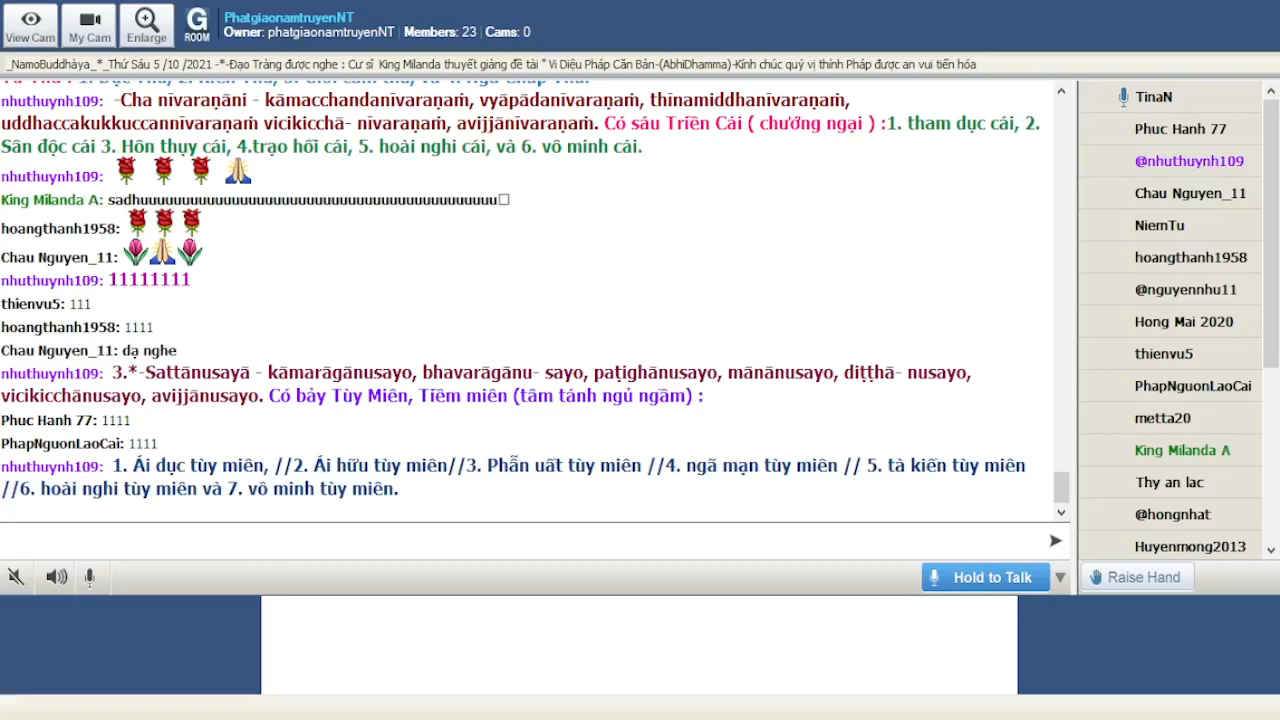 PhatgiaonamtruyenNT
Owner: phatgiaonamtruyenNT | Members: 23 | Cams: 0
View Cam
My Cam
Enlarge
G
ROOM
_NamoBuddhàya_*_Thứ Sáu 5 /10 /2021 -*-Đạo Tràng được nghe : Cư sĩ King Milanda thuyết giảng đề tài " Vi Diệu Pháp Căn Bản-(AbhiDhamma)-Kính chúc quý vị thính Pháp được an vui tiến hóa
nhuthuynh109: -Cha nīvaraṇāni - kāmacchandanīvaraṇaṁ, vyāpādanīvaraṇaṁ, thīnamiddhanīvaraṇaṁ,
uddhaccakukkuccannīvaraṇaṁ vicikicchā- nīvaraṇaṁ, avijjānīvaraṇaṁ. Có sáu Triền Cái ( chướng ngại ) :1. tham dục cái, 2.
Sân độc cái 3. Hôn thụy cái, 4.trạo hối cái, 5. hoài nghi cái, và 6. vô minh cái.
nhuthuynh109:
King Milanda A: sadhuuuuuuuuuuuuuuuuuuuuuuuuuuuuuuuuuuuuuuuuuu
hoangthanh1958:
Chau Nguyen_11:
nhuthuynh109: 11111111
thienvu5: 111
hoangthanh1958: 1111
Chau Nguyen_11: dạ nghe
nhuthuynh109: 3.*-Sattānusayā - kāmarāgānusayo, bhavarāgānu- sayo, paṭighānusayo, mānānusayo, diṭṭhā- nusayo,
vicikicchānusayo, avijjānusayo. Có bảy Tùy Miên, Tiềm miên (tâm tánh ngủ ngầm) :
Phuc Hanh 77: 1111
PhapNguonLaoCai: 1111
nhuthuynh109: 1. Ái dục tùy miên, //2. Ái hữu tùy miên//3. Phẫn uất tùy miên //4. ngã mạn tùy miên // 5. tà kiến tùy miên
//6. hoài nghi tùy miên và 7. vô minh tùy miên.
TinaN
Phuc Hanh 77
@nhuthuynh109
Chau Nguyen_11
NiemTu
hoangthanh1958
@nguyennhu11
Hong Mai 2020
thienvu5
PhapNguonLaoCai
metta20
King Milanda A
Thy an lac
@hongnhat
Huyenmong2013
Hold to Talk
Raise Hand